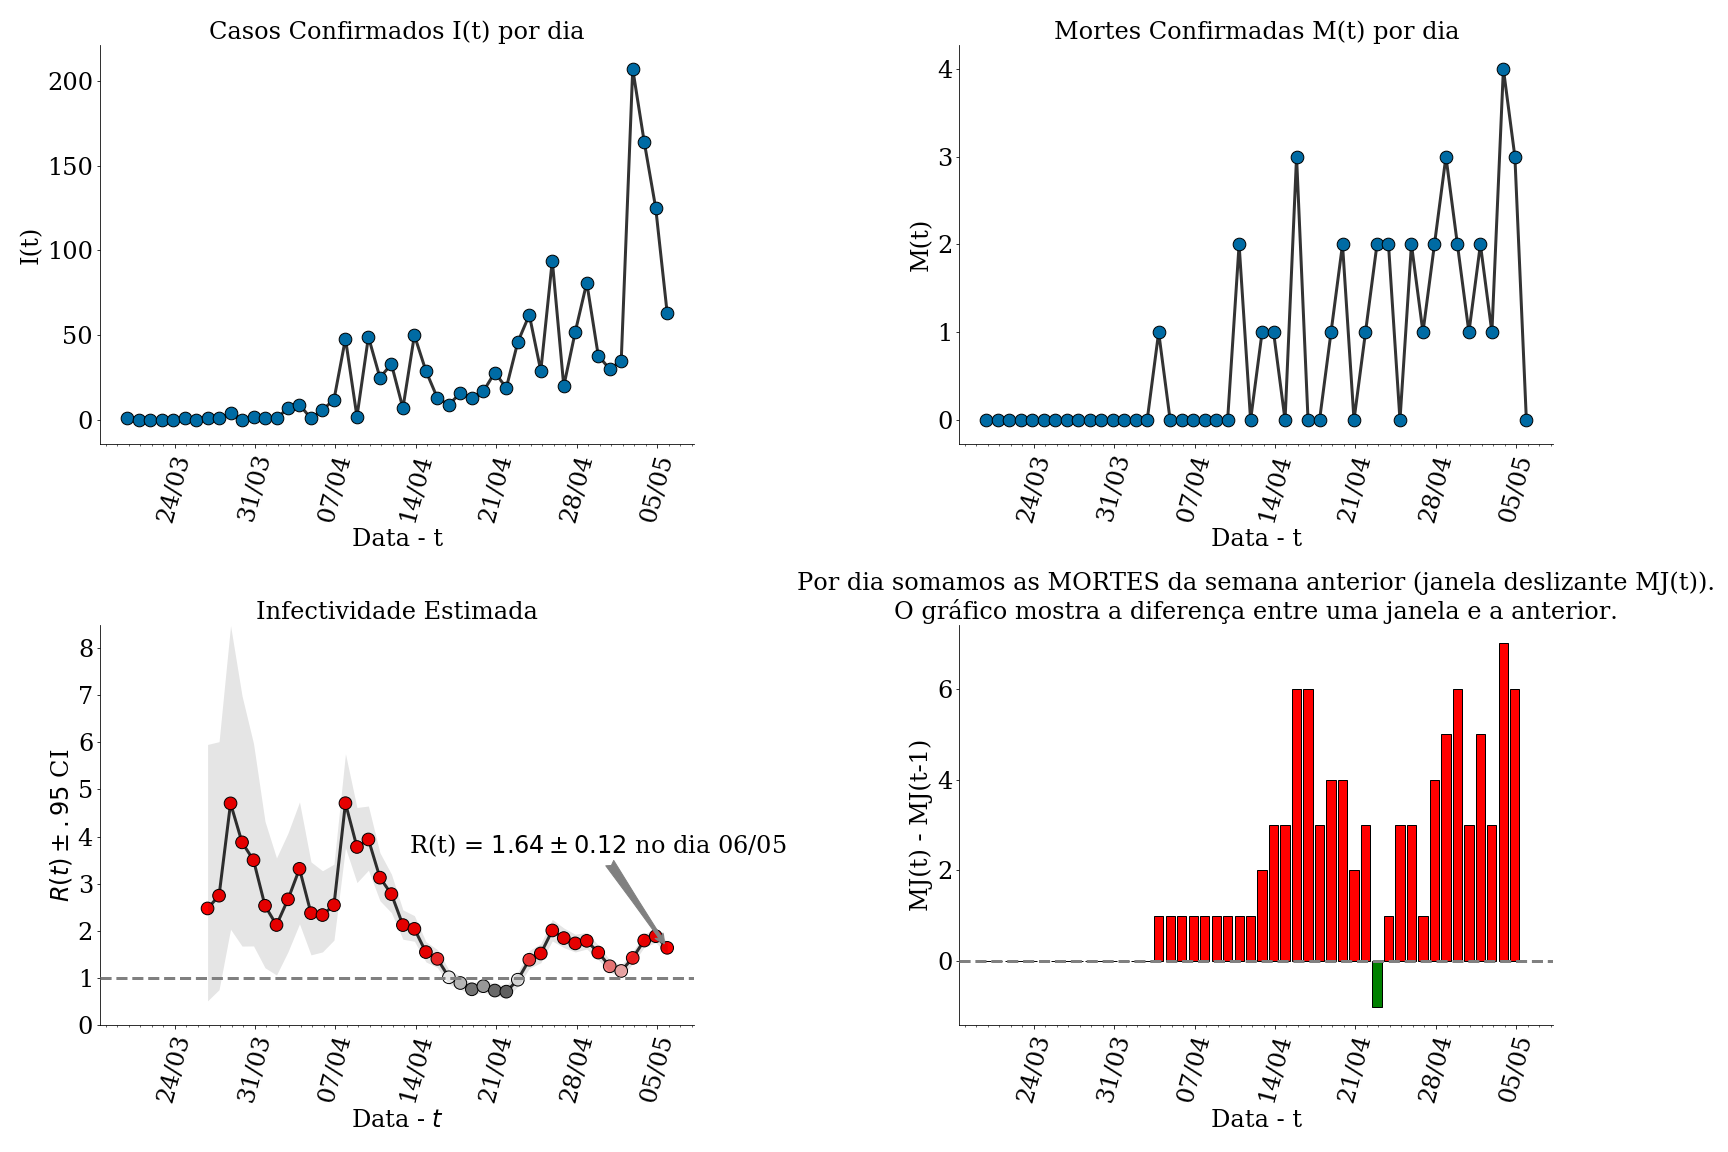 Casos Confirmados I(t) por dia
I(t)
200
150
100
50
0
24/03 31/03 07/04 14/04 21/04 28/04 05/05
Data - t
Mortes Confirmadas M(t) por dia
M(t)
4
3
2
1
0
24/03 31/03 07/04 14/04 21/04 28/04 05/05
Data - t
Infectividade Estimada
R(t) ± .95 CI
8
7
6
5
4
3
2
1
0
R(t) = 1.64 ± 0.12 no dia 06/05
24/03 31/03 07/04 14/04 21/04 28/04 05/05
Data - t
Por dia somamos as MORTES da semana anterior (janela deslizante MJ(t)).
O gráfico mostra a diferença entre uma janela e a anterior.
MJ(t) - MJ(t-1)
6
4
2
0
24/03 31/03 07/04 14/04 21/04 28/04 05/05
Data - t